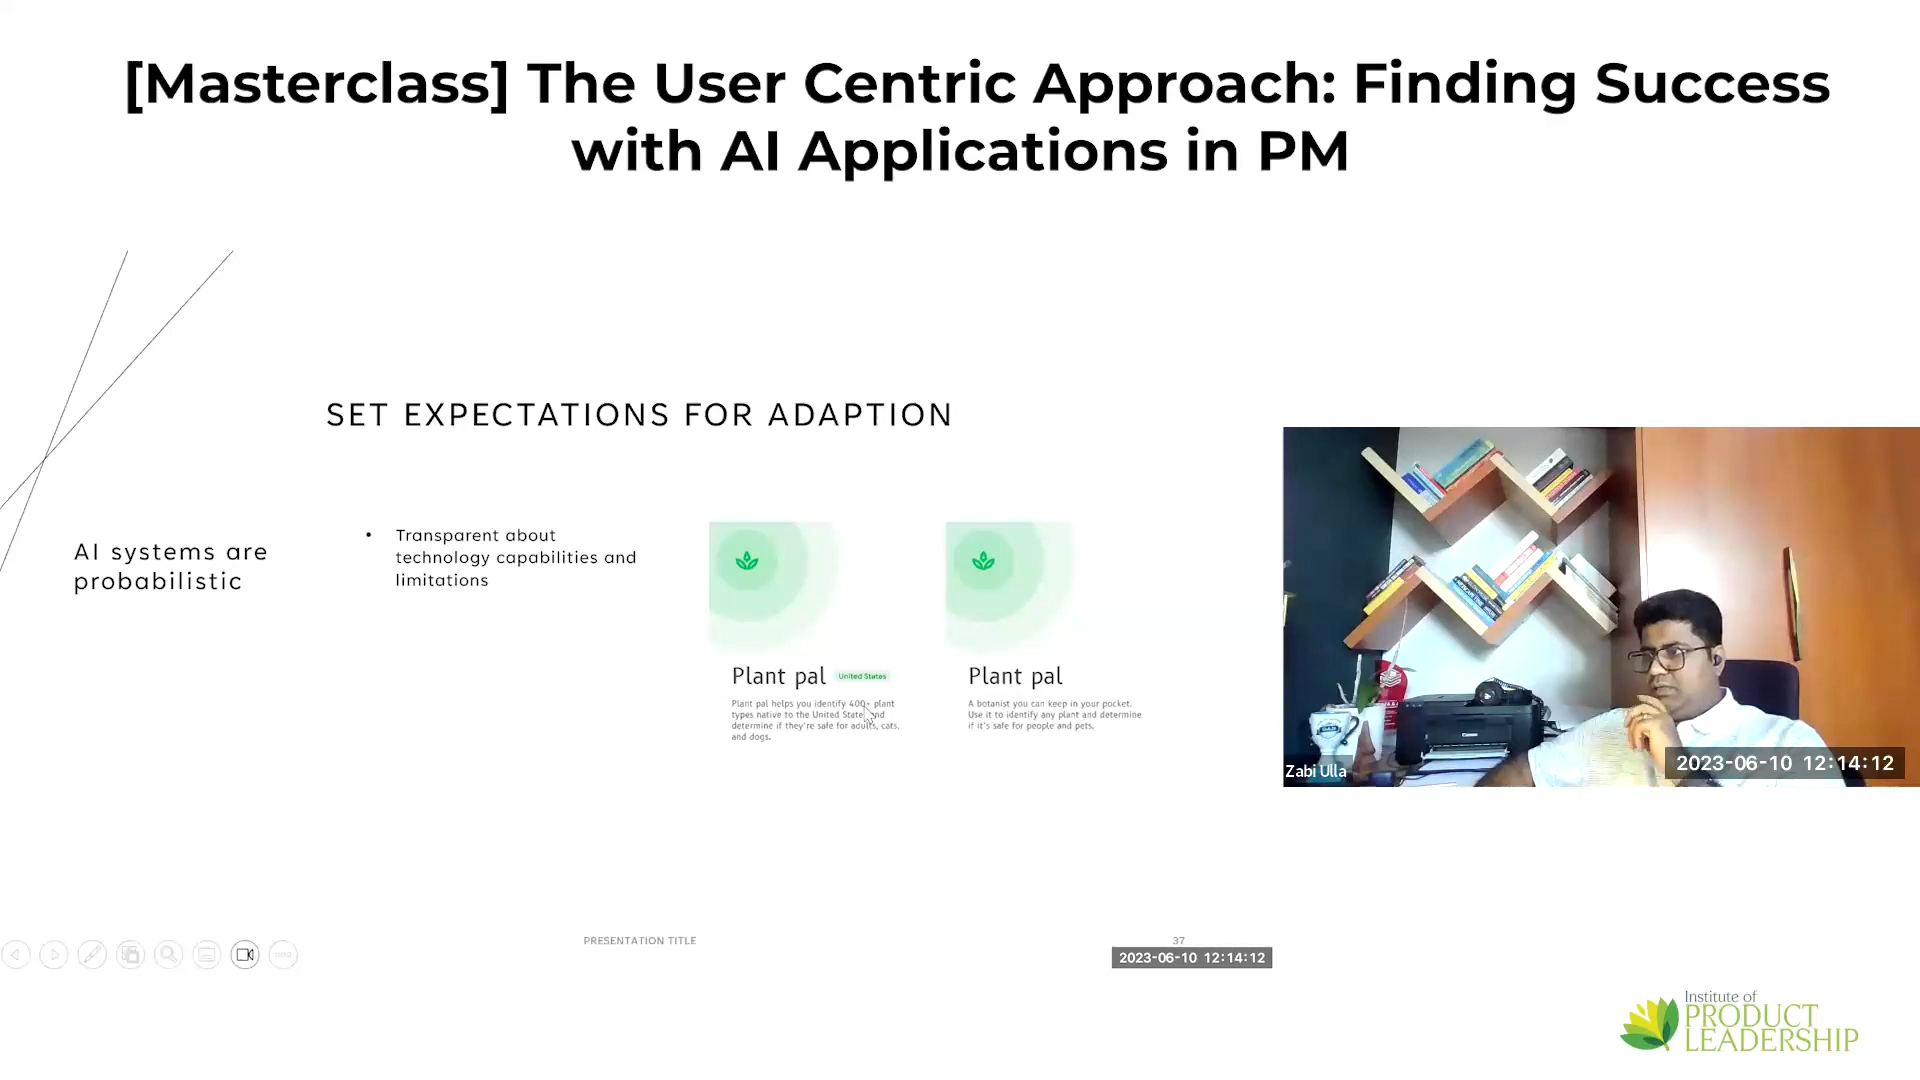 [Masterclass] The User Centric Approach: Finding Success
with AI Applications in PM
SET EXPECTATIONS FOR ADAPTION
AI systems are
probabilistic
• Transparent about
technology capabilities and
limitations
Plant pal United States
Plant pal helps you identify 400+ plant
types native to the United States and
determine if they're safe for adults, cats,
and dogs.
Plant pal
A botanist you can keep in your pocket.
Use it to identify any plant and determine
if it's safe for people and pets.
Zabi Ulla
2023-06-10 12:14:12
PRESENTATION TITLE
37
2023-06-10 12:14:12
Institute of
PRODUCT
LEADERSHIP